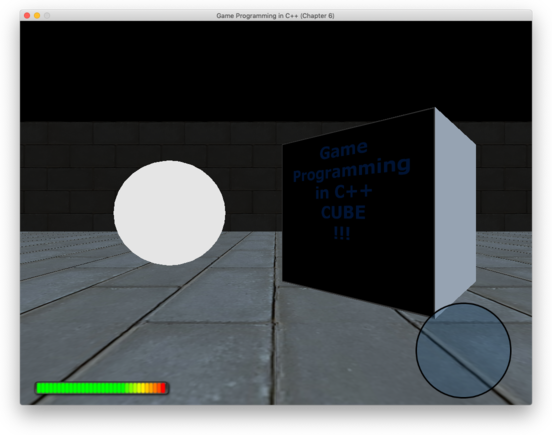 Game Programming in C++ (Chapter 6)
Game
Programming
in C++
CUBE
!!!